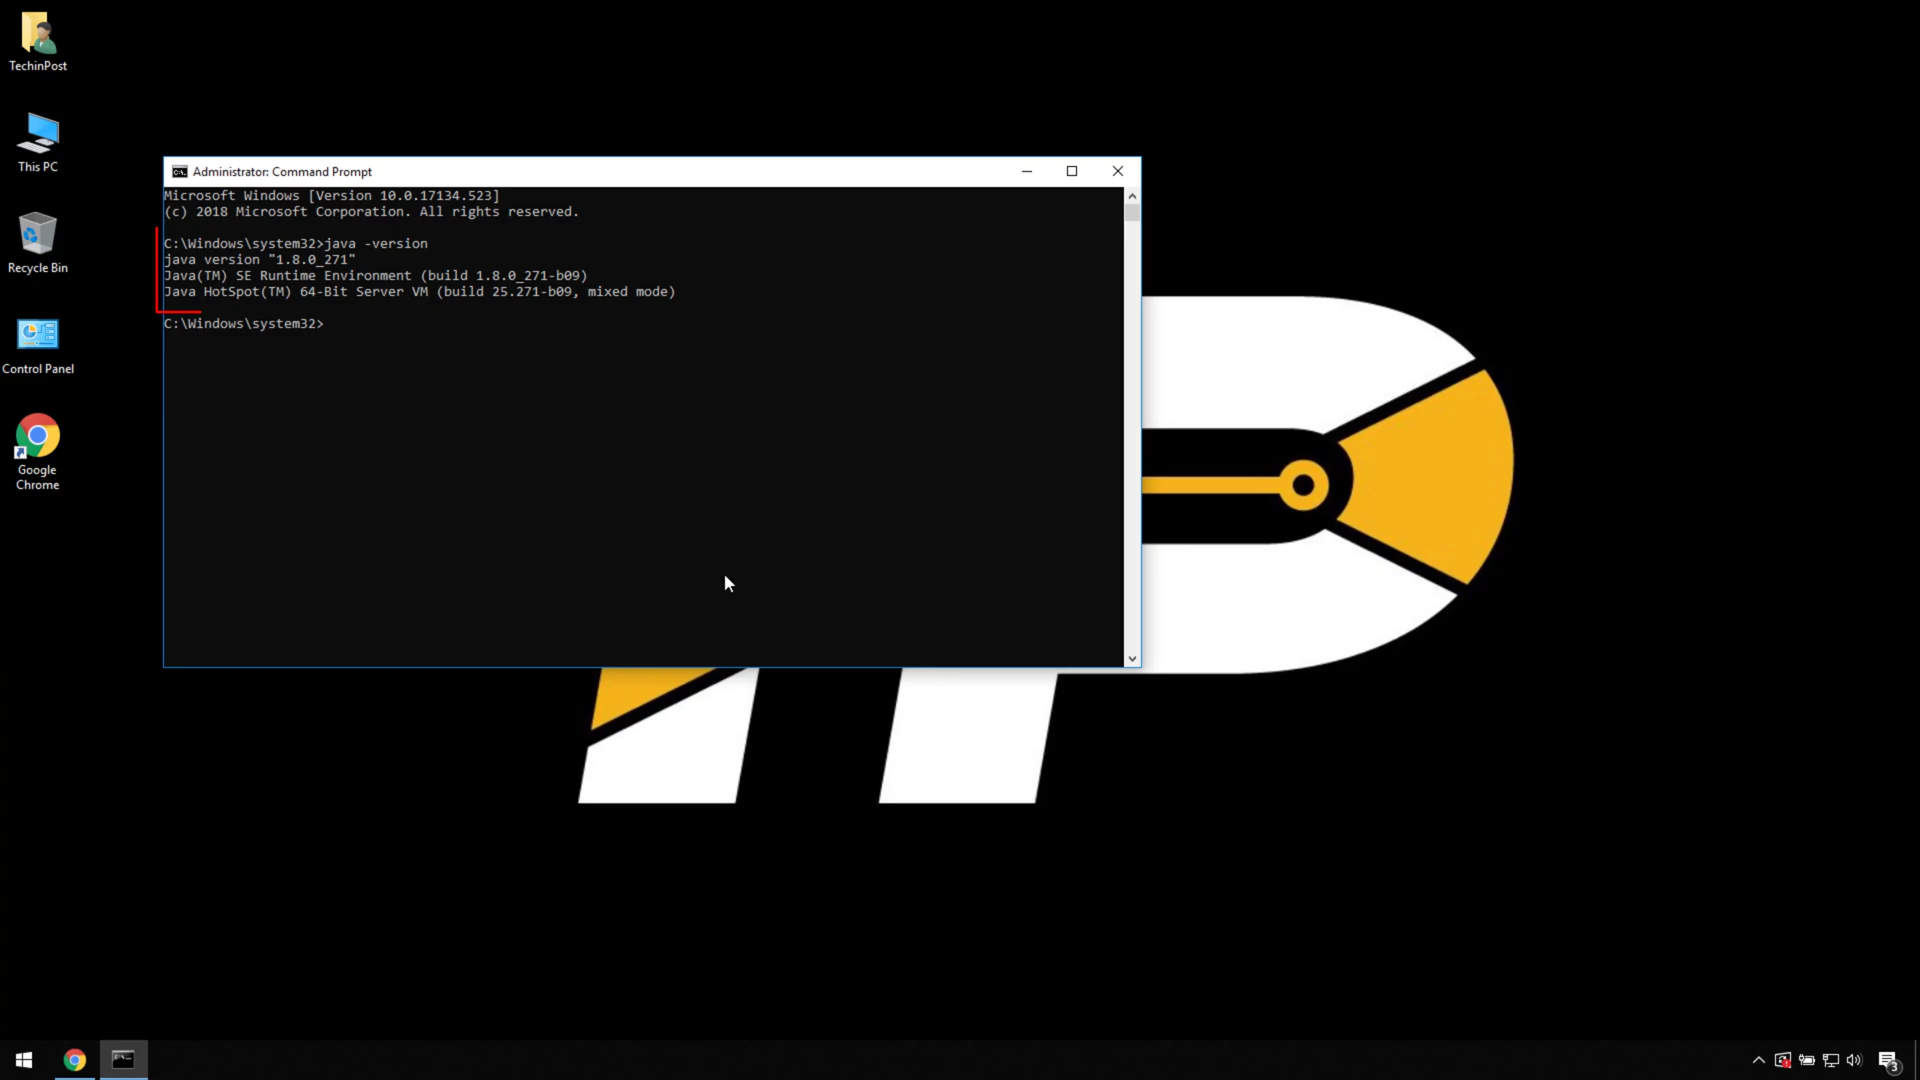 TechinPost
This PC
Recycle Bin
Control Panel
Google
Chrome
Administrator: Command Prompt
Microsoft Windows [Version 10.0.17134.523]
(c) 2018 Microsoft Corporation. All rights reserved.
C:\Windows\system32>java -version
java version "1.8.0_271"
Java(TM) SE Runtime Environment (build 1.8.0_271-b09)
Java HotSpot(TM) 64-Bit Server VM (build 25.271-b09, mixed mode)
C:\Windows\system32>
3